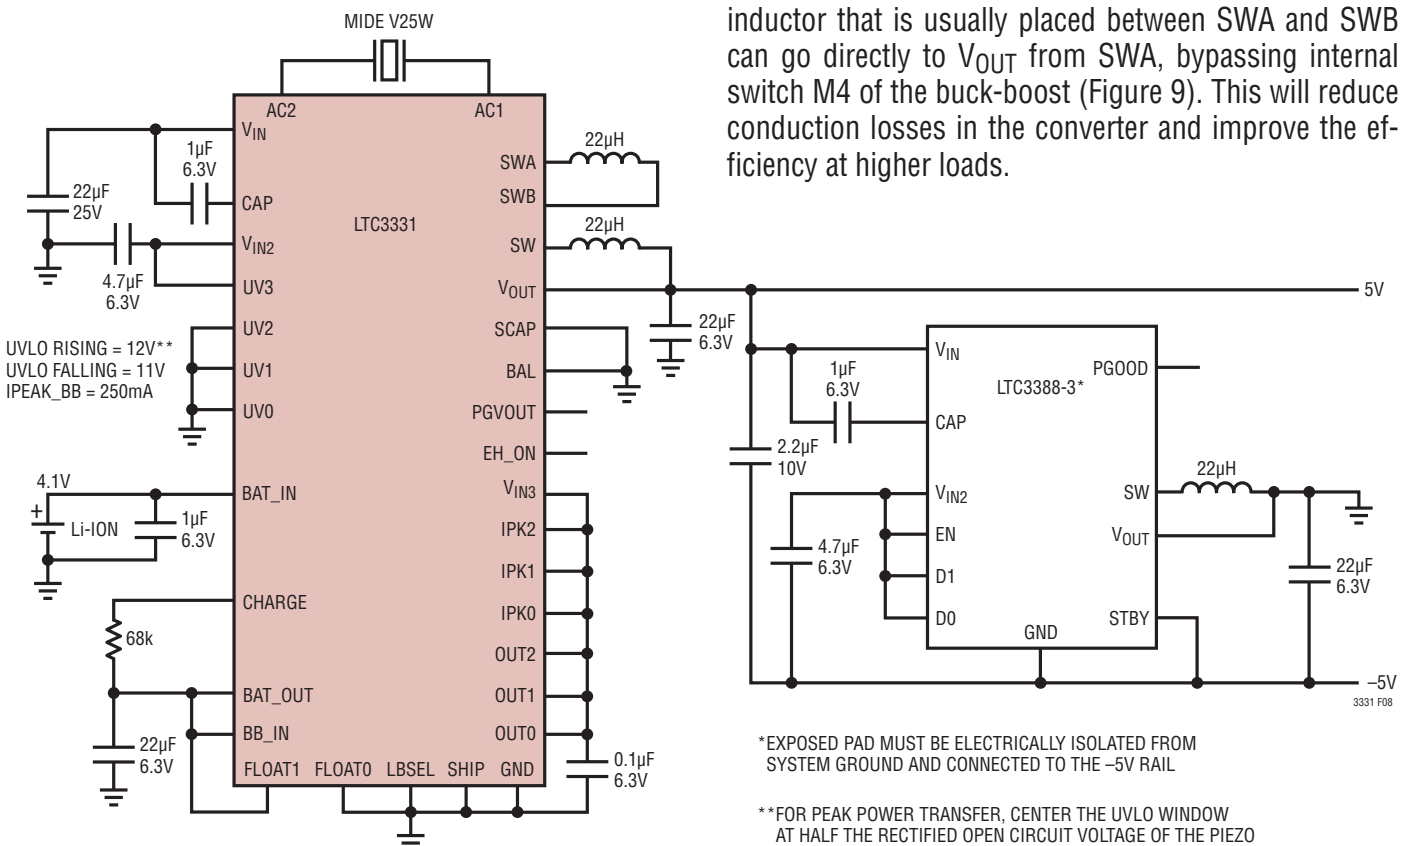 inductor that is usually placed between SWA and SWB
can go directly to VOUT from SWA, bypassing internal
switch M4 of the buck-boost (Figure 9). This will reduce
conduction losses in the converter and improve the ef-
ficiency at higher loads.
MIDE V25W
AC2
AC1
VIN
1µF
6.3V
22µF
25V
CAP
VIN2
4.7µF
6.3V
UV3
UV2
UVLO RISING = 12V**
UVLO FALLING = 11V
IPEAK_BB = 250mA
UV1
UV0
4.1V
+
Li-ION
1µF
6.3V
BAT_IN
CHARGE
68k
BAT_OUT
BB_IN
22µF
6.3V
LTC3331
FLOAT1
FLOAT0
LBSEL
SHIP
GND
SWA
22µH
SWB
SW
22µH
VOUT
22µF
6.3V
SCAP
BAL
PGVOUT
EH_ON
VIN3
IPK2
IPK1
IPK0
OUT2
OUT1
OUT0
0.1µF
6.3V
5V
VIN
1µF
6.3V
CAP
2.2µF
10V
VIN2
4.7µF
6.3V
EN
D1
D0
LTC3388-3*
GND
PGOOD
SW
22µH
VOUT
22µF
6.3V
STBY
–5V
3331 F08
*EXPOSED PAD MUST BE ELECTRICALLY ISOLATED FROM
SYSTEM GROUND AND CONNECTED TO THE –5V RAIL
**FOR PEAK POWER TRANSFER, CENTER THE UVLO WINDOW
AT HALF THE RECTIFIED OPEN CIRCUIT VOLTAGE OF THE PIEZO